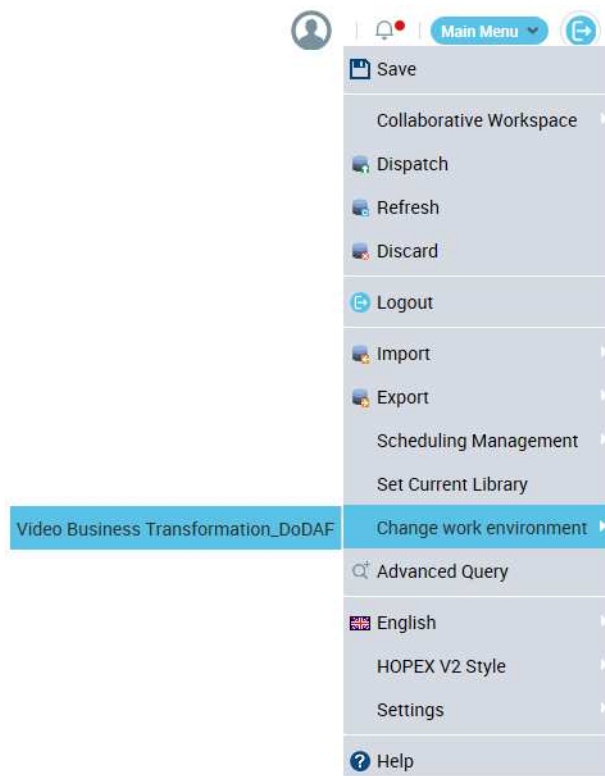 Main Menu
Save
Collaborative Workspace
Dispatch
Refresh
Discard
Logout
Import
Export
Scheduling Management
Set Current Library
Video Business Transformation_DoDAF
Change work environment
Advanced Query
English
HOPEX V2 Style
Settings
Help